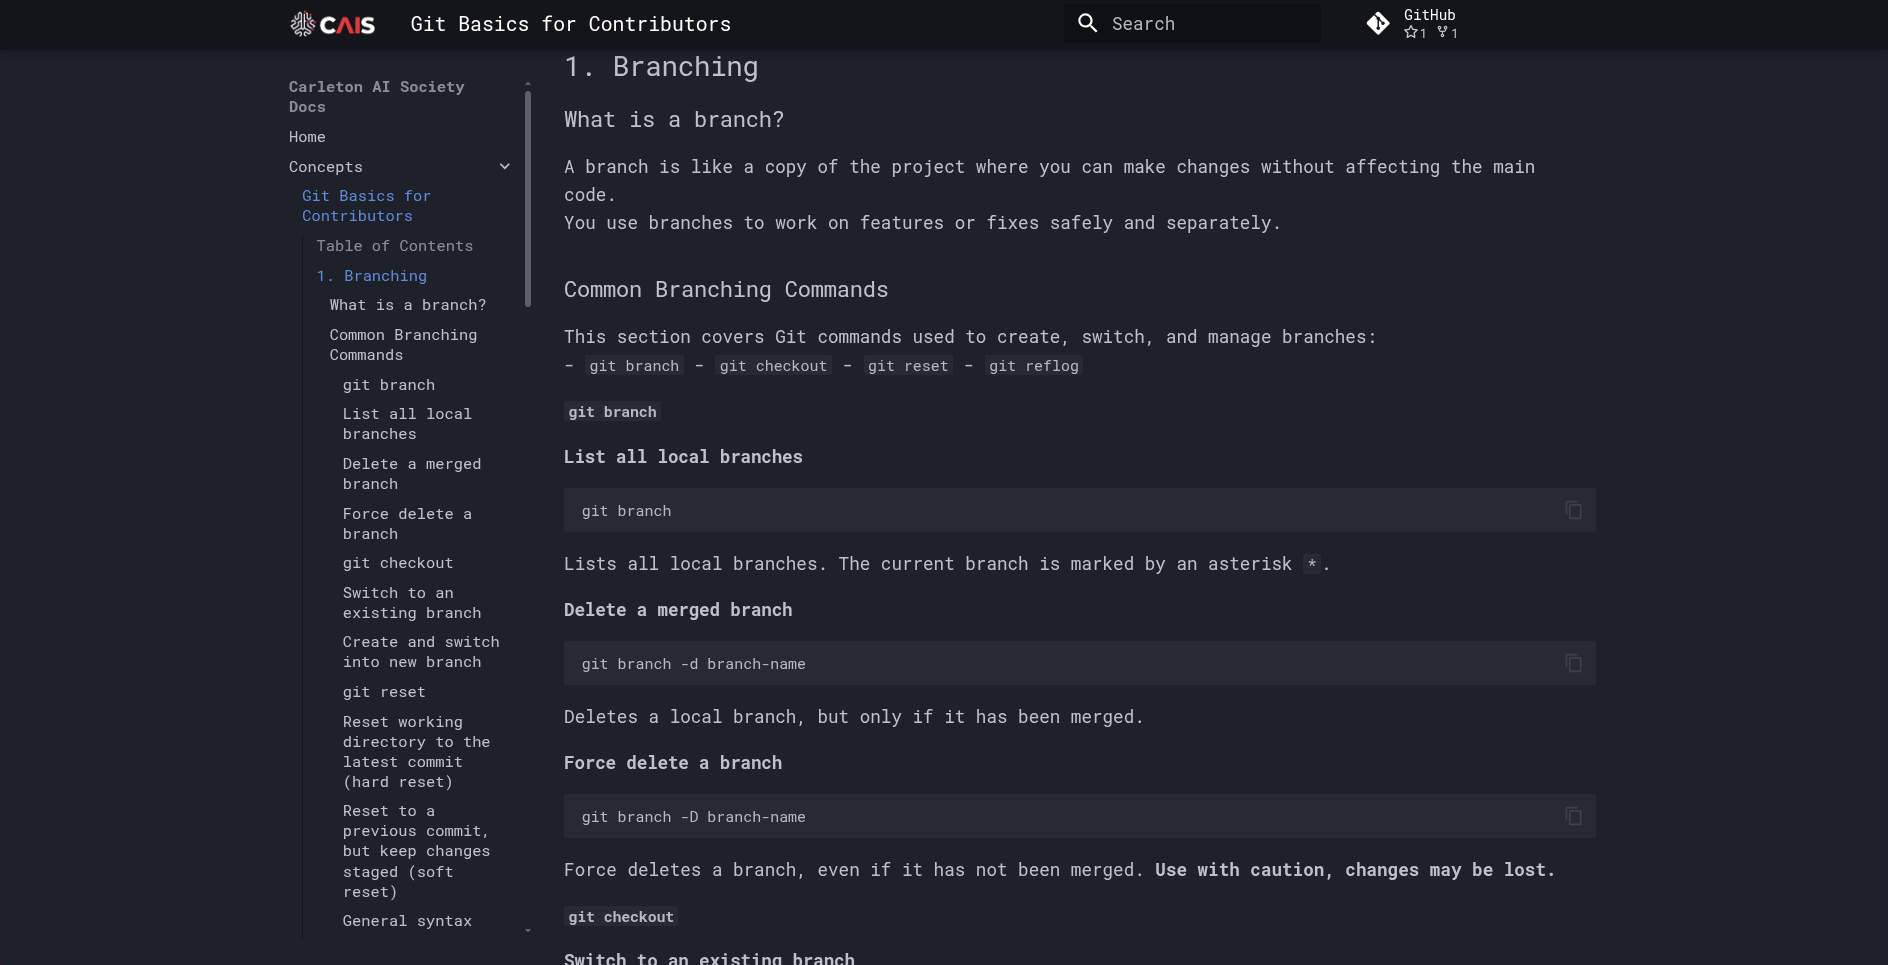 CAIS
Git Basics for Contributors
Search
GitHub
1 1
Carleton AI Society
Docs
Home
Concepts
Git Basics for
Contributors
Table of Contents
1. Branching
What is a branch?
Common Branching
Commands
git branch
List all local
branches
Delete a merged
branch
Force delete a
branch
git checkout
Switch to an
existing branch
Create and switch
into new branch
git reset
Reset working
directory to the
latest commit
(hard reset)
Reset to a
previous commit,
but keep changes
staged (soft
reset)
General syntax
1. Branching
What is a branch?
A branch is like a copy of the project where you can make changes without affecting the main
code.
You use branches to work on features or fixes safely and separately.
Common Branching Commands
This section covers Git commands used to create, switch, and manage branches:
- git branch - git checkout - git reset - git reflog
git branch
List all local branches
git branch
Lists all local branches. The current branch is marked by an asterisk *.
Delete a merged branch
git branch -d branch-name
Deletes a local branch, but only if it has been merged.
Force delete a branch
git branch -D branch-name
Force deletes a branch, even if it has not been merged. Use with caution, changes may be lost.
git checkout
Switch to an existing branch